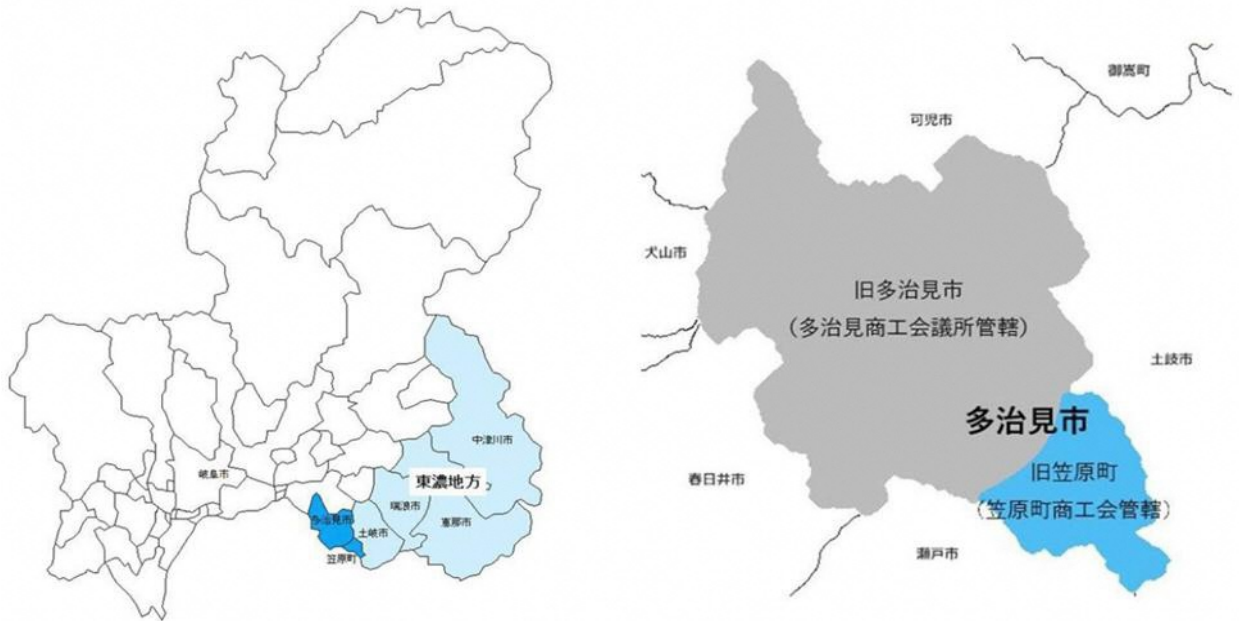 岐阜市
中津川市
東濃地方
瑞浪市
恵那市
多治見市
土岐市
笠原町
御嵩町
可児市
犬山市
旧多治見市
(多治見商工会議所管轄)
土岐市
多治見市
春日井市
旧笠原町
(笠原町商工会管轄)
瀬戸市